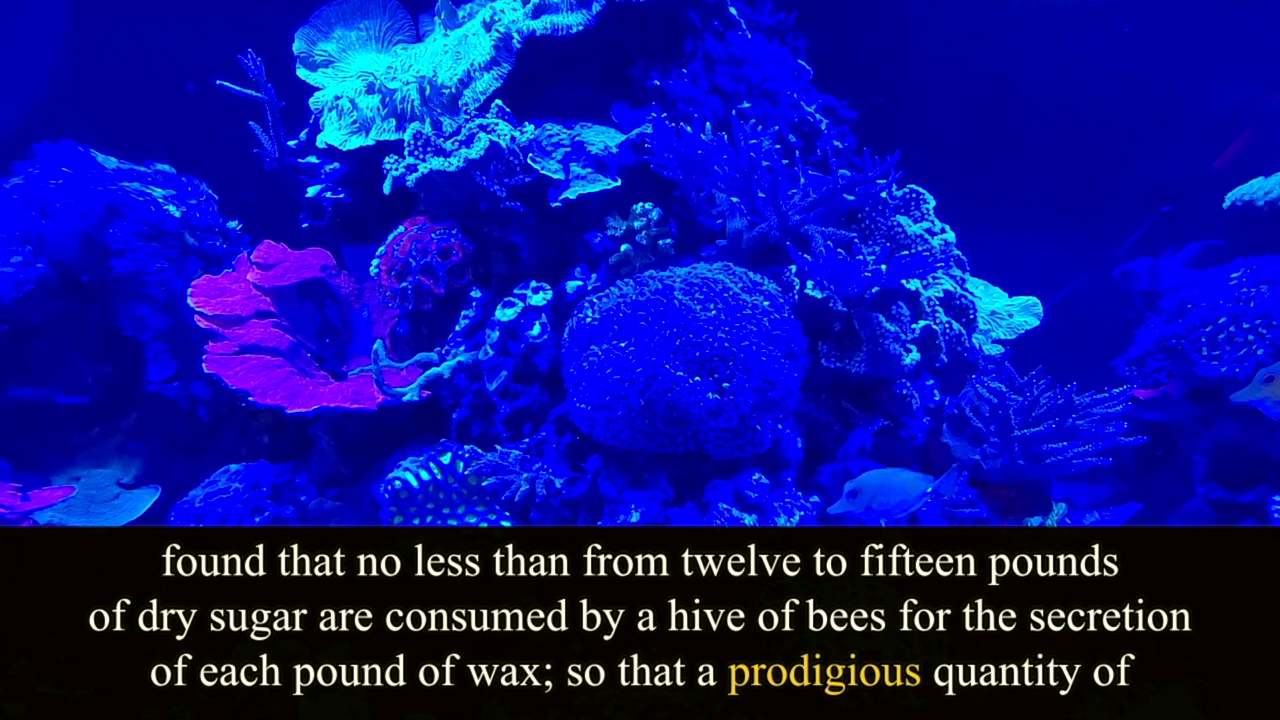 found that no less than from twelve to fifteen pounds
of dry sugar are consumed by a hive of bees for the secretion
of each pound of wax; so that a prodigious quantity of